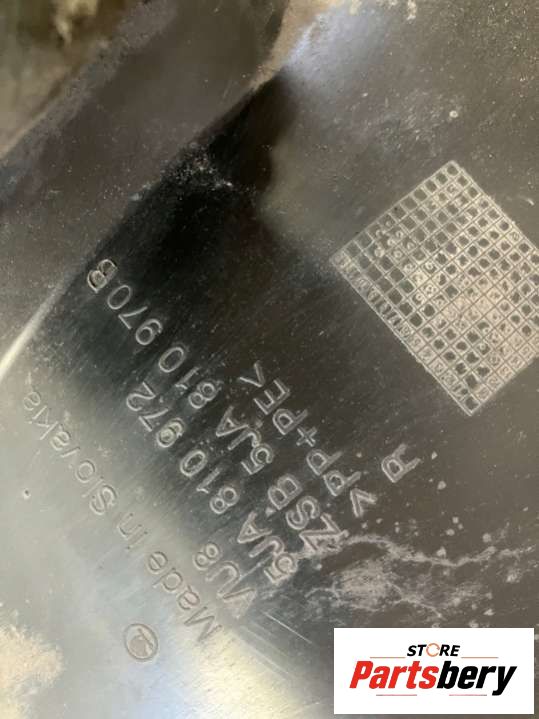 Made in Slovakia
VU8
5JA 810 972
ZSB 5JA 810 970 B
>PP+PE<
R
STORE
Partsbery